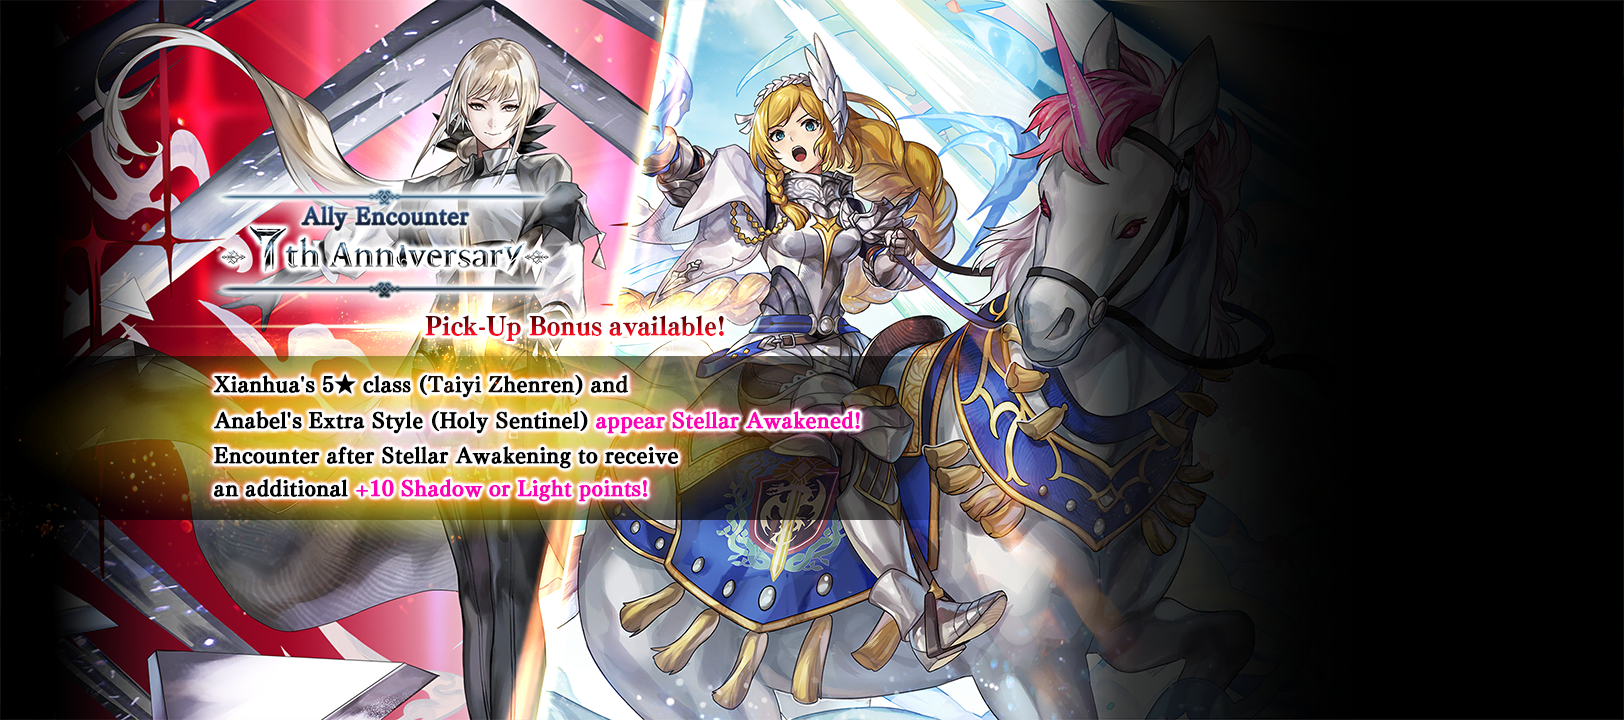 Ally Encounter
7th Anniversary
Pick-Up Bonus available!
Xianhua's 5★ class (Taiyi Zhenren) and
Anabel's Extra Style (Holy Sentinel) appear Stellar Awakened!
Encounter after Stellar Awakening to receive
an additional +10 Shadow or Light points!